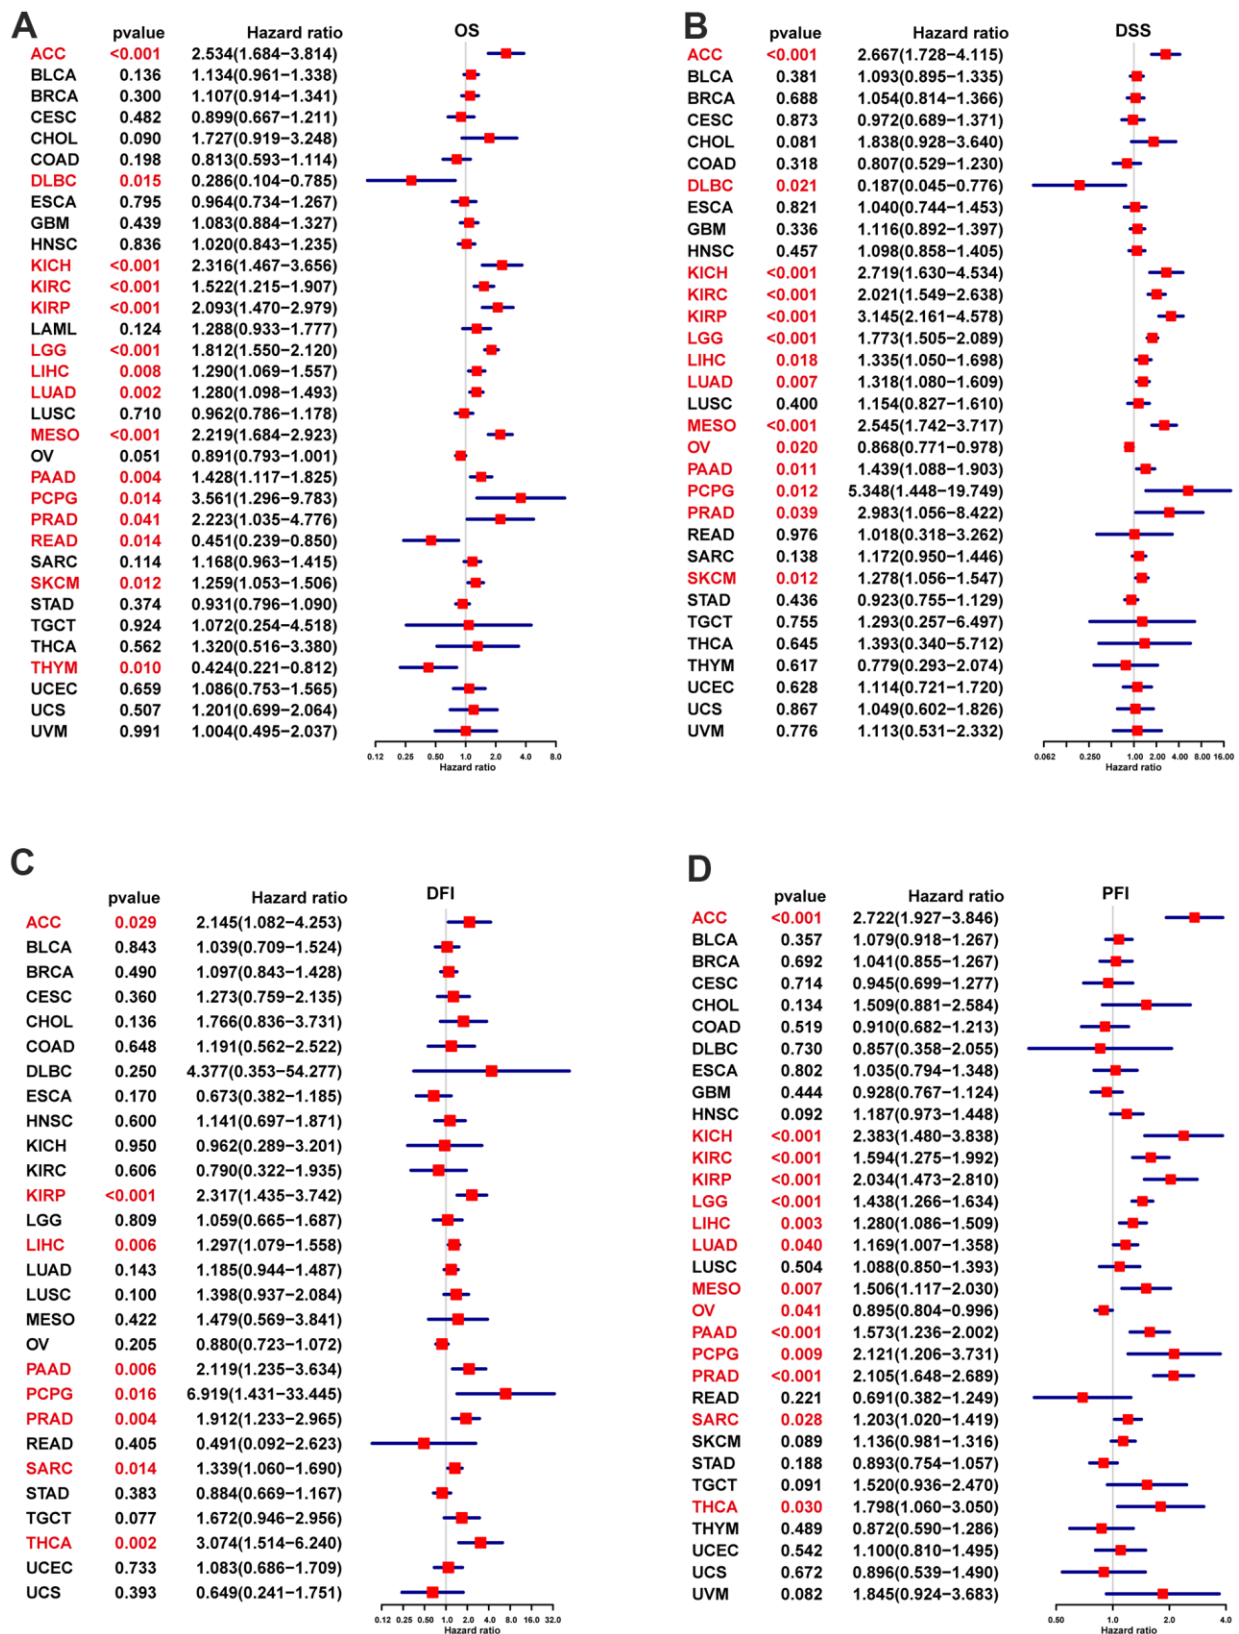 A
pvalue Hazard ratio OS
ACC <0.001 2.534(1.684−3.814)
BLCA 0.136 1.134(0.961−1.338)
BRCA 0.300 1.107(0.914−1.341)
CESC 0.482 0.899(0.667−1.211)
CHOL 0.090 1.727(0.919−3.248)
COAD 0.198 0.813(0.593−1.114)
DLBC 0.015 0.286(0.104−0.785)
ESCA 0.795 0.964(0.734−1.267)
GBM 0.439 1.083(0.884−1.327)
HNSC 0.836 1.020(0.843−1.235)
KICH <0.001 2.316(1.467−3.656)
KIRC <0.001 1.522(1.215−1.907)
KIRP <0.001 2.093(1.470−2.979)
LAML 0.124 1.288(0.933−1.777)
LGG <0.001 1.812(1.550−2.120)
LIHC 0.008 1.290(1.069−1.557)
LUAD 0.002 1.280(1.098−1.493)
LUSC 0.710 0.962(0.786−1.178)
MESO <0.001 2.219(1.684−2.923)
OV 0.051 0.891(0.793−1.001)
PAAD 0.004 1.428(1.117−1.825)
PCPG 0.014 3.561(1.296−9.783)
PRAD 0.041 2.223(1.035−4.776)
READ 0.014 0.451(0.239−0.850)
SARC 0.114 1.168(0.963−1.415)
SKCM 0.012 1.259(1.053−1.506)
STAD 0.374 0.931(0.796−1.090)
TGCT 0.924 1.072(0.254−4.518)
THCA 0.562 1.320(0.516−3.380)
THYM 0.010 0.424(0.221−0.812)
UCEC 0.659 1.086(0.753−1.565)
UCS 0.507 1.201(0.699−2.064)
UVM 0.991 1.004(0.495−2.037)
0.12 0.25 0.50 1.0 2.0 4.0 8.0
Hazard ratio
B
pvalue Hazard ratio DSS
ACC <0.001 2.667(1.728−4.115)
BLCA 0.381 1.093(0.895−1.335)
BRCA 0.688 1.054(0.814−1.366)
CESC 0.873 0.972(0.689−1.371)
CHOL 0.081 1.838(0.928−3.640)
COAD 0.318 0.807(0.529−1.230)
DLBC 0.021 0.187(0.045−0.776)
ESCA 0.821 1.040(0.744−1.453)
GBM 0.336 1.116(0.892−1.397)
HNSC 0.457 1.098(0.858−1.405)
KICH <0.001 2.719(1.630−4.534)
KIRC <0.001 2.021(1.549−2.638)
KIRP <0.001 3.145(2.161−4.578)
LGG <0.001 1.773(1.505−2.089)
LIHC 0.018 1.335(1.050−1.698)
LUAD 0.007 1.318(1.080−1.609)
LUSC 0.400 1.154(0.827−1.610)
MESO <0.001 2.545(1.742−3.717)
OV 0.020 0.868(0.771−0.978)
PAAD 0.011 1.439(1.088−1.903)
PCPG 0.012 5.348(1.448−19.749)
PRAD 0.039 2.983(1.056−8.422)
READ 0.976 1.018(0.318−3.262)
SARC 0.138 1.172(0.950−1.446)
SKCM 0.012 1.278(1.056−1.547)
STAD 0.436 0.923(0.755−1.129)
TGCT 0.755 1.293(0.257−6.497)
THCA 0.645 1.393(0.340−5.712)
THYM 0.617 0.779(0.293−2.074)
UCEC 0.628 1.114(0.721−1.720)
UCS 0.867 1.049(0.602−1.826)
UVM 0.776 1.113(0.531−2.332)
0.062 0.250 1.00 2.00 4.00 8.00 16.00
Hazard ratio
C
pvalue Hazard ratio DFI
ACC 0.029 2.145(1.082−4.253)
BLCA 0.843 1.039(0.709−1.524)
BRCA 0.490 1.097(0.843−1.428)
CESC 0.360 1.273(0.759−2.135)
CHOL 0.136 1.766(0.836−3.731)
COAD 0.648 1.191(0.562−2.522)
DLBC 0.250 4.377(0.353−54.277)
ESCA 0.170 0.673(0.382−1.185)
HNSC 0.600 1.141(0.697−1.871)
KICH 0.950 0.962(0.289−3.201)
KIRC 0.606 0.790(0.322−1.935)
KIRP <0.001 2.317(1.435−3.742)
LGG 0.809 1.059(0.665−1.687)
LIHC 0.006 1.297(1.079−1.558)
LUAD 0.143 1.185(0.944−1.487)
LUSC 0.100 1.398(0.937−2.084)
MESO 0.422 1.479(0.569−3.841)
OV 0.205 0.880(0.723−1.072)
PAAD 0.006 2.119(1.235−3.634)
PCPG 0.016 6.919(1.431−33.445)
PRAD 0.004 1.912(1.233−2.965)
READ 0.405 0.491(0.092−2.623)
SARC 0.014 1.339(1.060−1.690)
STAD 0.383 0.884(0.669−1.167)
TGCT 0.077 1.672(0.946−2.956)
THCA 0.002 3.074(1.514−6.240)
UCEC 0.733 1.083(0.686−1.709)
UCS 0.393 0.649(0.241−1.751)
0.12 0.25 0.50 1.0 2.0 4.0 8.0 16.0 32.0
Hazard ratio
D
pvalue Hazard ratio PFI
ACC <0.001 2.722(1.927−3.846)
BLCA 0.357 1.079(0.918−1.267)
BRCA 0.692 1.041(0.855−1.267)
CESC 0.714 0.945(0.699−1.277)
CHOL 0.134 1.509(0.881−2.584)
COAD 0.519 0.910(0.682−1.213)
DLBC 0.730 0.857(0.358−2.055)
ESCA 0.802 1.035(0.794−1.348)
GBM 0.444 0.928(0.767−1.124)
HNSC 0.092 1.187(0.973−1.448)
KICH <0.001 2.383(1.480−3.838)
KIRC <0.001 1.594(1.275−1.992)
KIRP <0.001 2.034(1.473−2.810)
LGG <0.001 1.438(1.266−1.634)
LIHC 0.003 1.280(1.086−1.509)
LUAD 0.040 1.169(1.007−1.358)
LUSC 0.504 1.088(0.850−1.393)
MESO 0.007 1.506(1.117−2.030)
OV 0.041 0.895(0.804−0.996)
PAAD <0.001 1.573(1.236−2.002)
PCPG 0.009 2.121(1.206−3.731)
PRAD <0.001 2.105(1.648−2.689)
READ 0.221 0.691(0.382−1.249)
SARC 0.028 1.203(1.020−1.419)
SKCM 0.089 1.136(0.981−1.316)
STAD 0.188 0.893(0.754−1.057)
TGCT 0.091 1.520(0.936−2.470)
THCA 0.030 1.798(1.060−3.050)
THYM 0.489 0.872(0.590−1.286)
UCEC 0.542 1.100(0.810−1.495)
UCS 0.672 0.896(0.539−1.490)
UVM 0.082 1.845(0.924−3.683)
0.50 1.0 2.0 4.0
Hazard ratio